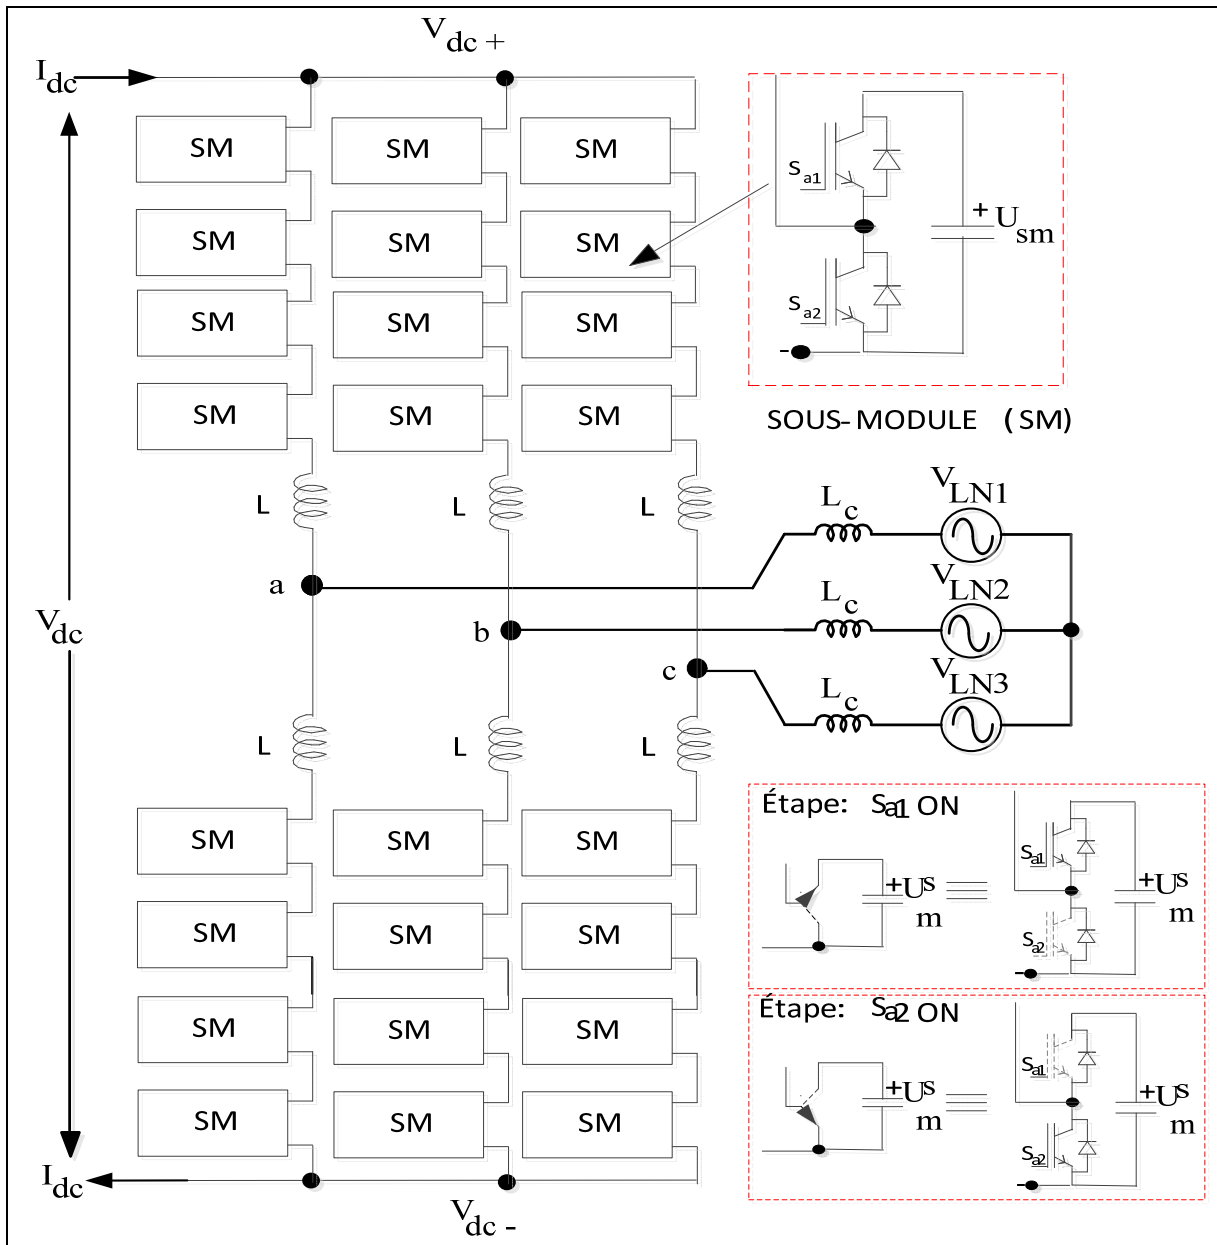 Vdc +
Idc
SM SM SM
SM SM SM
SM SM SM
SM SM SM
Sa1
+ Usm
Sa2
-
SOUS-MODULE (SM)
L L L
Lc VLN1
a
Lc VLN2
b
Vdc
c
Lc VLN3
L L L
SM SM SM
SM SM SM
SM SM SM
SM SM SM
Étape: Sa1 ON
+Usm
Sa1
Sa2
-
+Usm
Étape: Sa2 ON
+Usm
Sa1
Sa2
-
+Usm
Idc
Vdc -